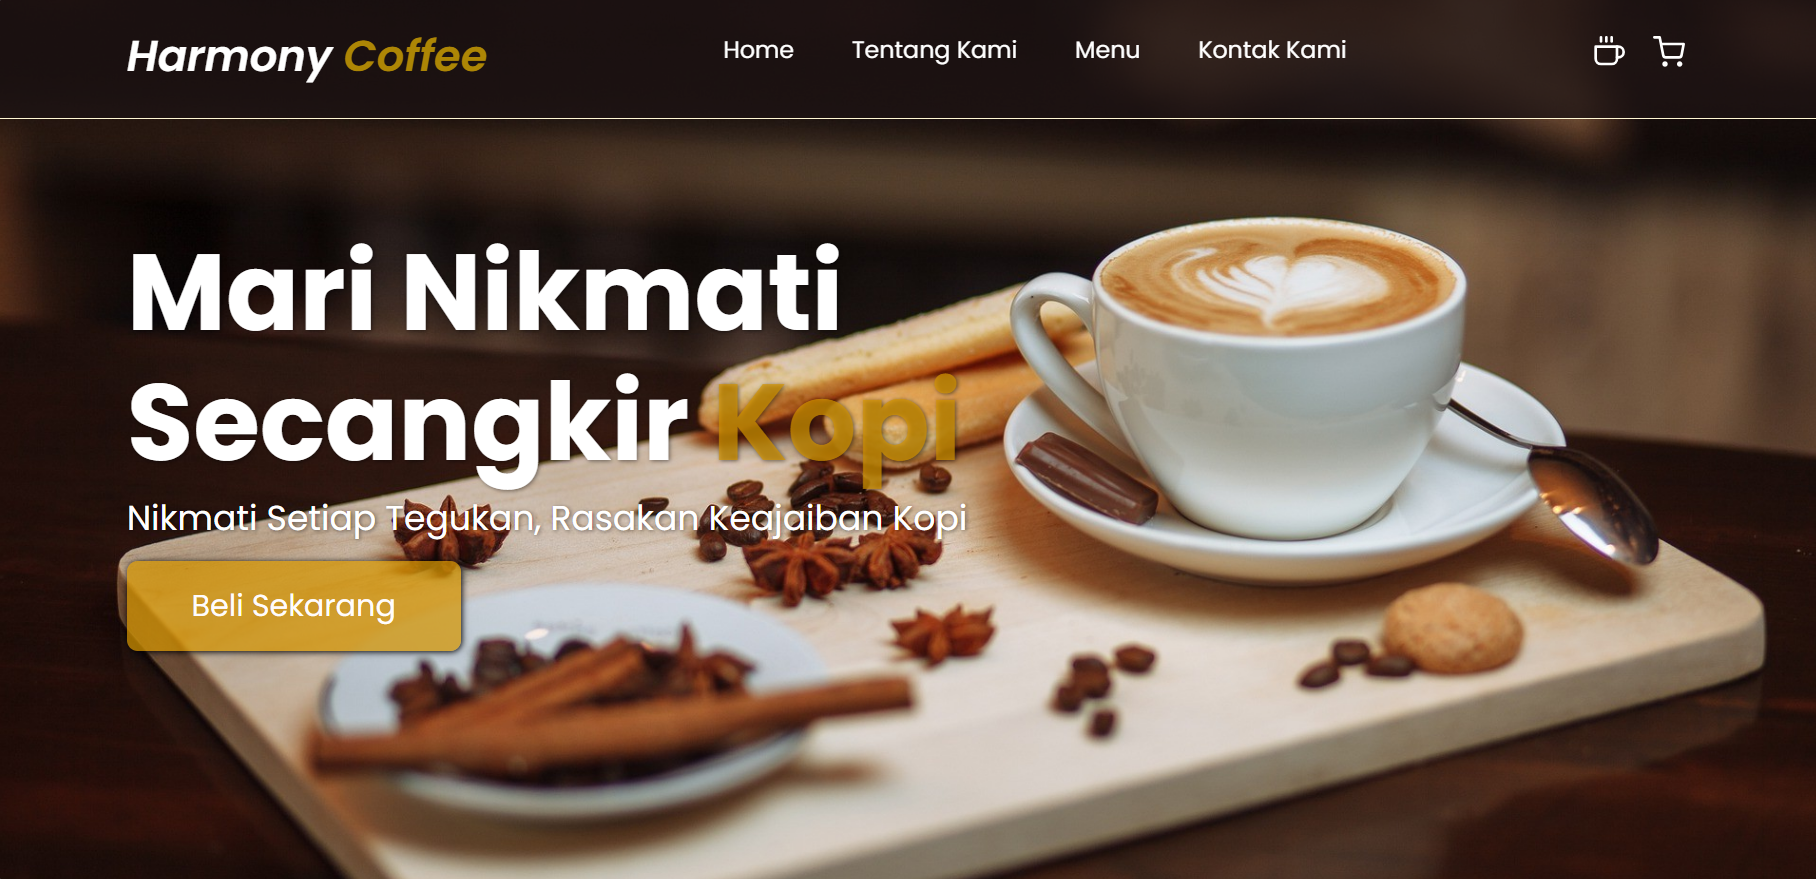 Harmony Coffee
Home
Tentang Kami
Menu
Kontak Kami
Mari Nikmati
Secangkir Kopi
Nikmati Setiap Tegukan, Rasakan Keajaiban Kopi
Beli Sekarang